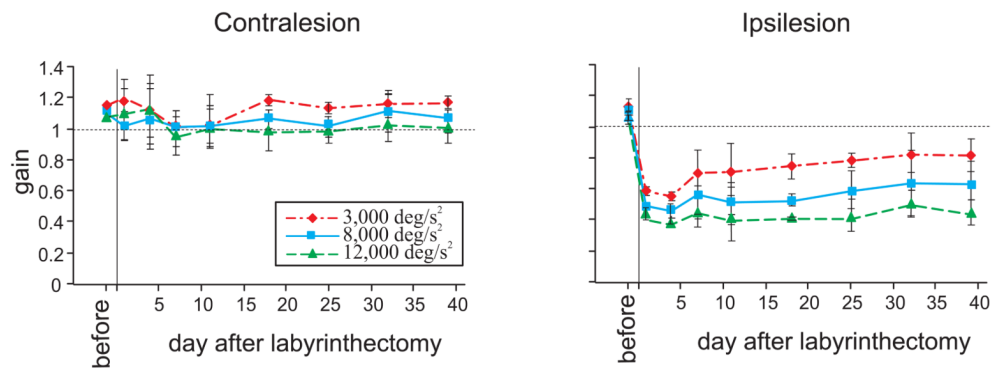 Contralesion
Ipsilesion
gain
1.4
1.2
1
0.8
0.6
0.4
0.2
0
3,000 deg/s²
8,000 deg/s²
12,000 deg/s²
before
5 10 15 20 25 30 35 40
day after labyrinthectomy
before
5 10 15 20 25 30 35 40
day after labyrinthectomy